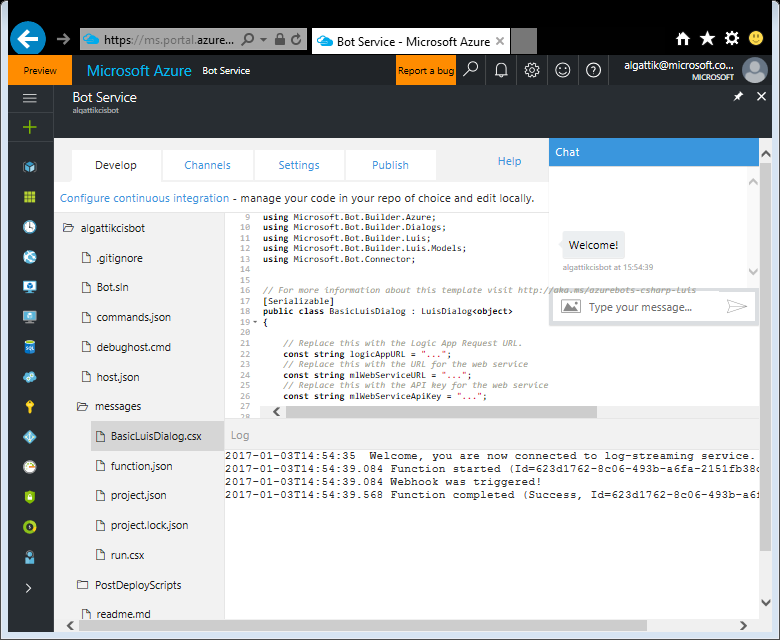 https://ms.portal.azure...
Bot Service - Microsoft Azure
Preview
Microsoft Azure Bot Service
Report a bug
algattik@microsoft.co...
MICROSOFT
Bot Service
algattikcisbot
Develop
Channels
Settings
Publish
Help
Configure continuous integration - manage your code in your repo of choice and edit locally.
algattikcisbot
.gitignore
Bot.sln
commands.json
debughost.cmd
host.json
messages
BasicLuisDialog.csx
function.json
project.json
project.lock.json
run.csx
PostDeployScripts
readme.md
9 using Microsoft.Bot.Builder.Azure;
10 using Microsoft.Bot.Builder.Dialogs;
11 using Microsoft.Bot.Builder.Luis;
12 using Microsoft.Bot.Builder.Luis.Models;
13 using Microsoft.Bot.Connector;
14
15
16 // For more information about this template visit http://aka.ms/azurebots-csharp-luis
17 [Serializable]
18 public class BasicLuisDialog : LuisDialog<object>
19 {
20
21 // Replace this with the Logic App Request URL.
22 const string logicAppURL = "...";
23 // Replace this with the URL for the web service
24 const string mlWebServiceURL = "...";
25 // Replace this with the API key for the web service
26 const string mlWebServiceApiKey = "...";
27
28
Chat
Welcome!
algattikcisbot at 15:54:39
Type your message...
Log
2017-01-03T14:54:35 Welcome, you are now connected to log-streaming service.
2017-01-03T14:54:39.084 Function started (Id=623d1762-8c06-493b-a6fa-2151fb38
2017-01-03T14:54:39.084 Webhook was triggered!
2017-01-03T14:54:39.568 Function completed (Success, Id=623d1762-8c06-493b-a6f